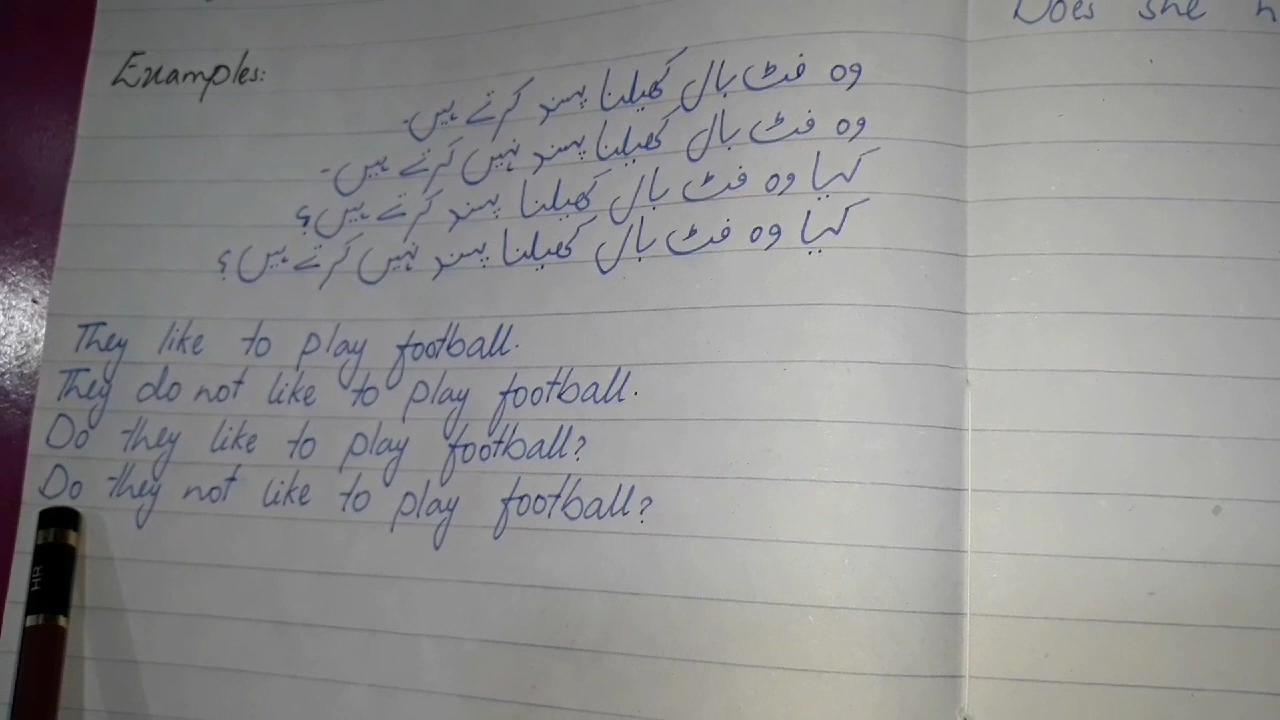 Examples:
وہ فٹ بال کھیلنا پسند کرتے ہیں۔
وہ فٹ بال کھیلنا پسند نہیں کرتے ہیں۔
کیا وہ فٹ بال کھیلنا پسند کرتے ہیں؟
کیا وہ فٹ بال کھیلنا پسند نہیں کرتے ہیں؟
They like to play football.
They do not like to play football.
Do they like to play football?
Do they not like to play football?
Does she